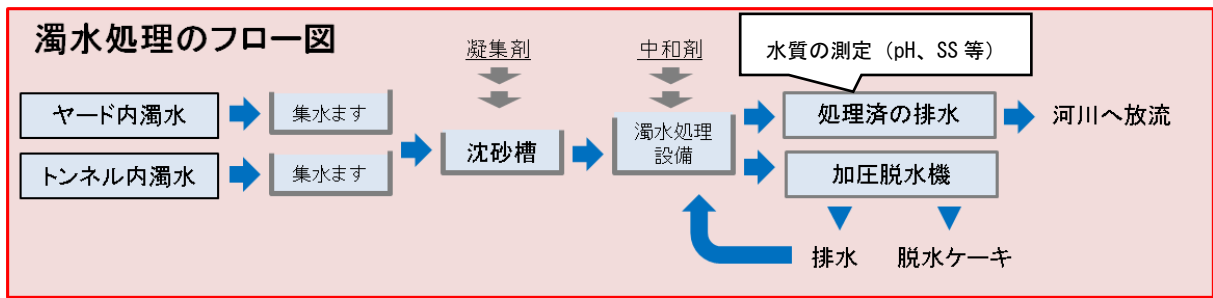 濁水処理のフロー図
凝集剤
中和剤
水質の測定（pH、SS 等）
ヤード内濁水
集水ます
トンネル内濁水
集水ます
沈砂槽
濁水処理
設備
処理済の排水
河川へ放流
加圧脱水機
排水
脱水ケーキ